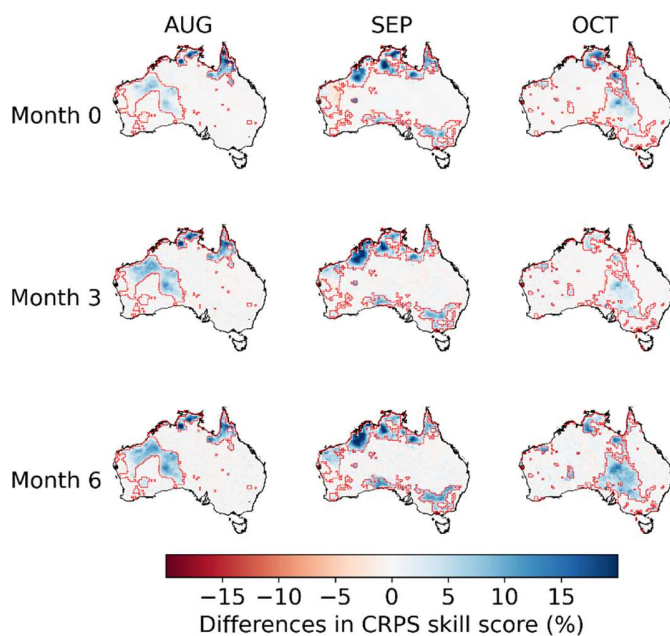 AUG SEP OCT
Month 0
Month 3
Month 6
−15 −10 −5 0 5 10 15
Differences in CRPS skill score (%)